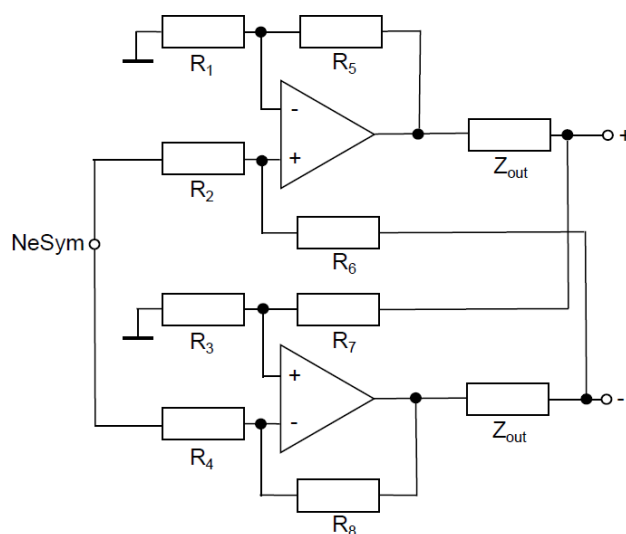 R₁
R₅
-
+
R₂
Zout
+
NeSym
R₆
R₃
R₇
+
-
R₄
Zout
-
R₈